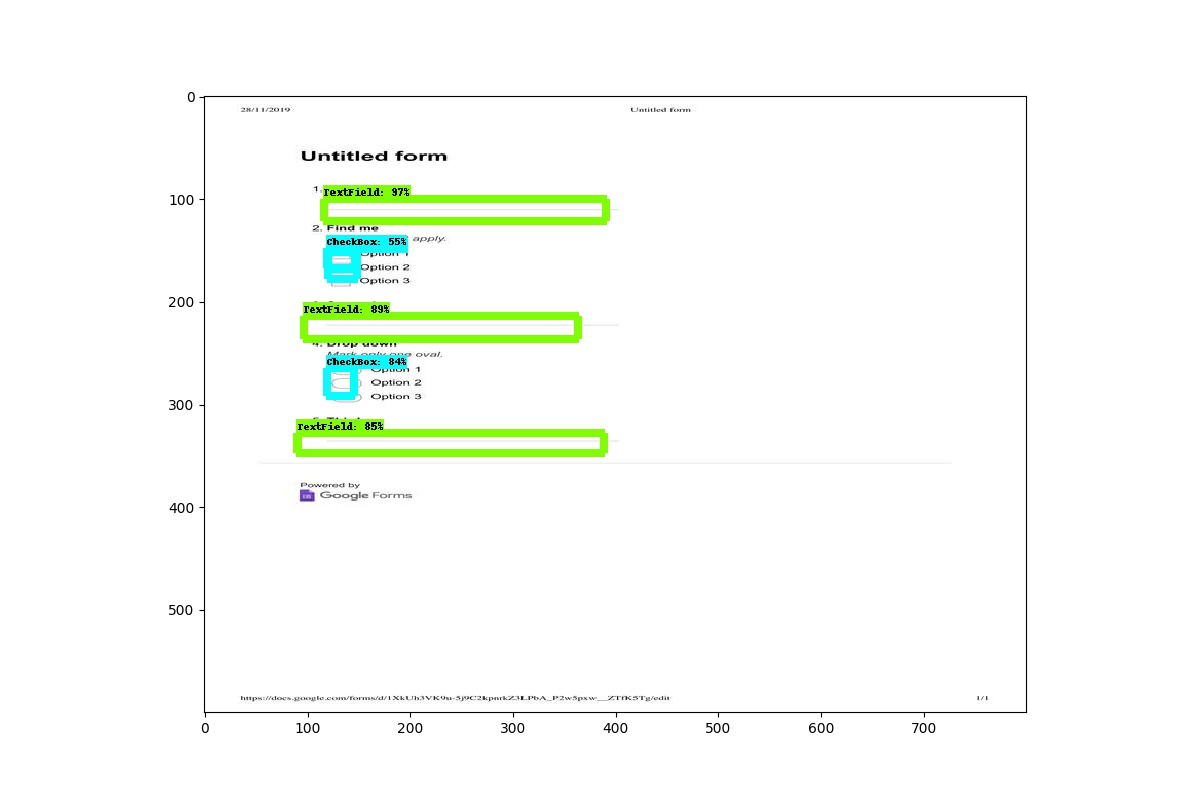 28/11/2019 Untitled form
0
Untitled form
1.
TextField: 97%
100
2. Find me
apply.
CheckBox: 55%
Option 1
Option 2
Option 3
200
TextField: 89%
4. Drop down
Mark only one oval.
CheckBox: 84%
Option 1
Option 2
Option 3
300
TextField: 85%
Powered by
Google Forms
400
500
https://docs.google.com/forms/d/ /edit 1/1
0 100 200 300 400 500 600 700